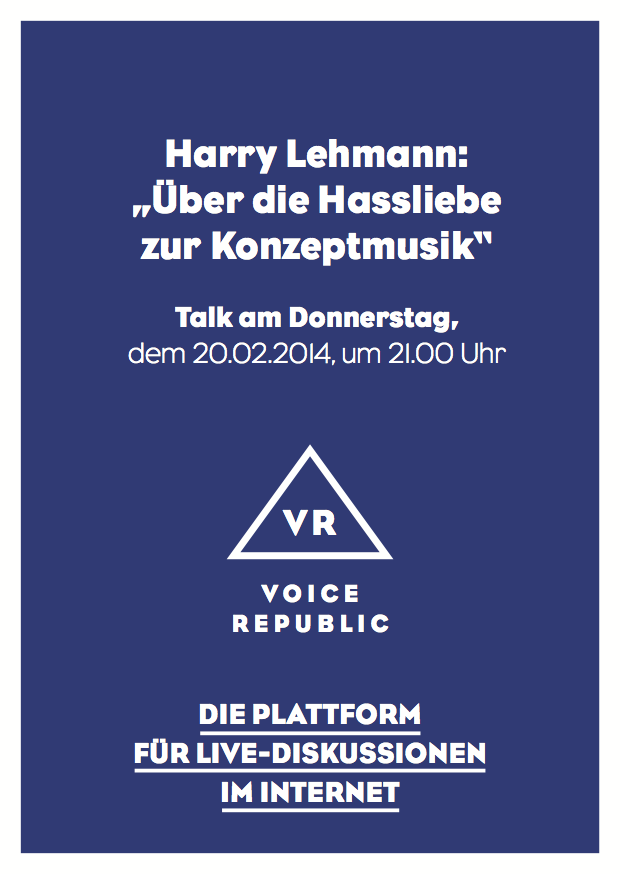 Harry Lehmann:
„Über die Hassliebe
zur Konzeptmusik‟
Talk am Donnerstag,
dem 20.02.2014, um 21.00 Uhr
VR
VOICE
REPUBLIC
DIE PLATTFORM
FÜR LIVE-DISKUSSIONEN
IM INTERNET